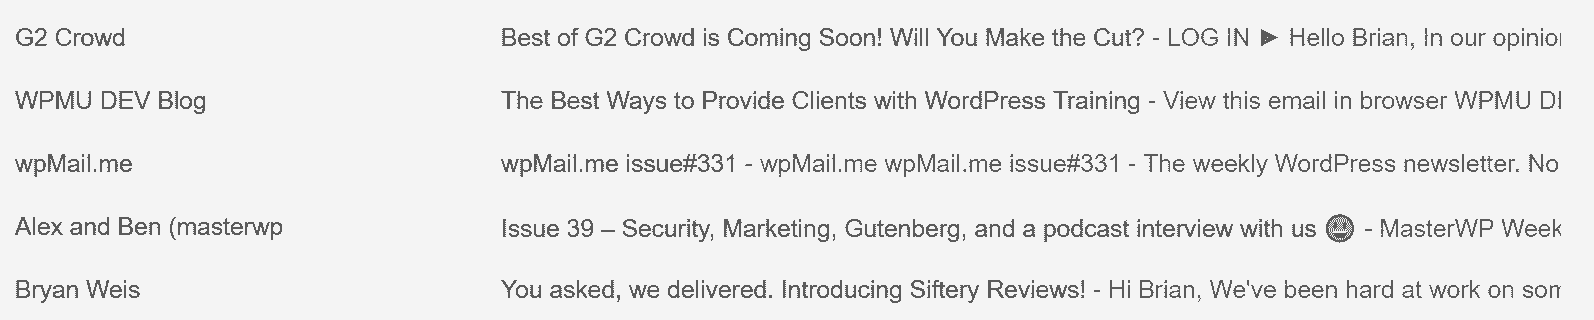 G2 Crowd Best of G2 Crowd is Coming Soon! Will You Make the Cut? - LOG IN ► Hello Brian, In our
WPMU DEV Blog The Best Ways to Provide Clients with WordPress Training - View this email in browser WPMU
wpMail.me wpMail.me issue#331 - wpMail.me wpMail.me issue#331 - The weekly WordPress newsletter. No
Alex and Ben (masterwp Issue 39 – Security, Marketing, Gutenberg, and a podcast interview with us - MasterWP Week
Bryan Weis You asked, we delivered. Introducing Siftery Reviews! - Hi Brian, We've been hard at work on